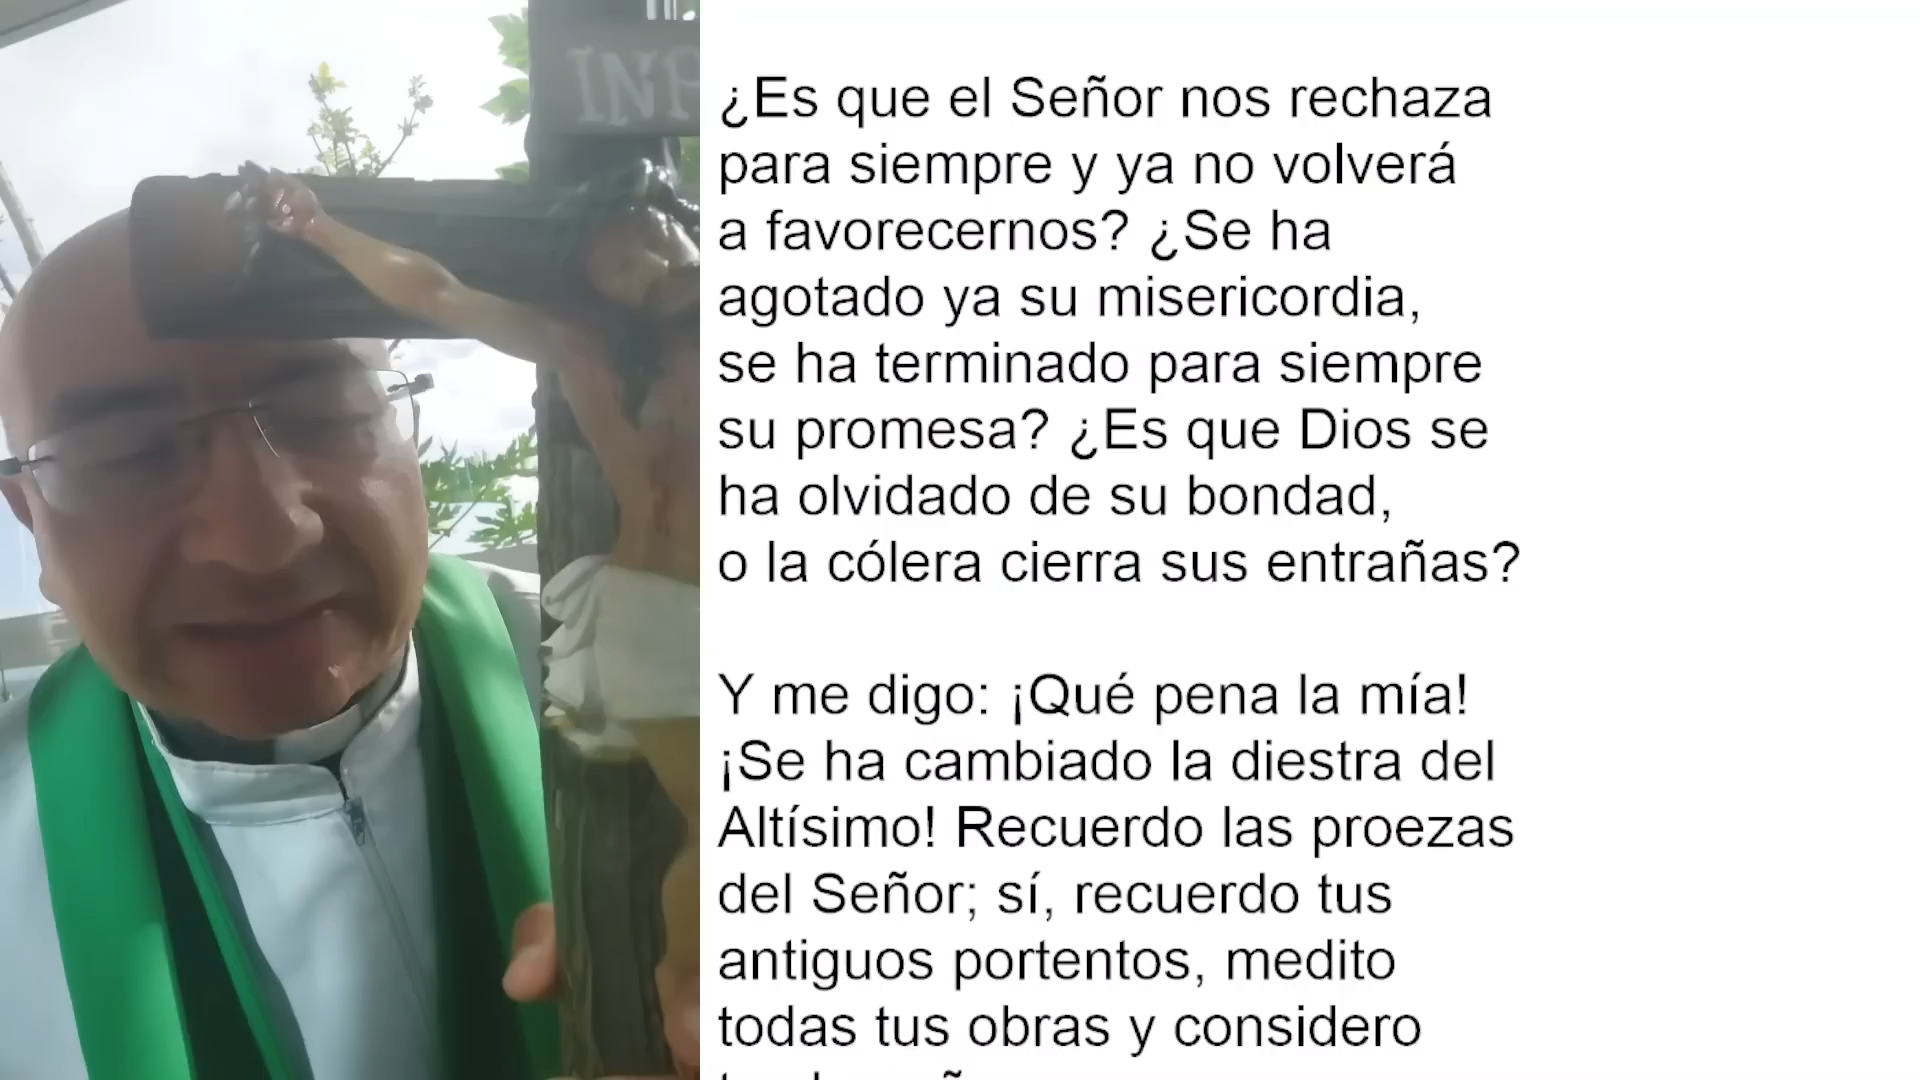 INR
¿Es que el Señor nos rechaza
para siempre y ya no volverá
a favorecernos? ¿Se ha
agotado ya su misericordia,
se ha terminado para siempre
su promesa? ¿Es que Dios se
ha olvidado de su bondad,
o la cólera cierra sus entrañas?
Y me digo: ¡Qué pena la mía!
¡Se ha cambiado la diestra del
Altísimo! Recuerdo las proezas
del Señor; sí, recuerdo tus
antiguos portentos, medito
todas tus obras y considero